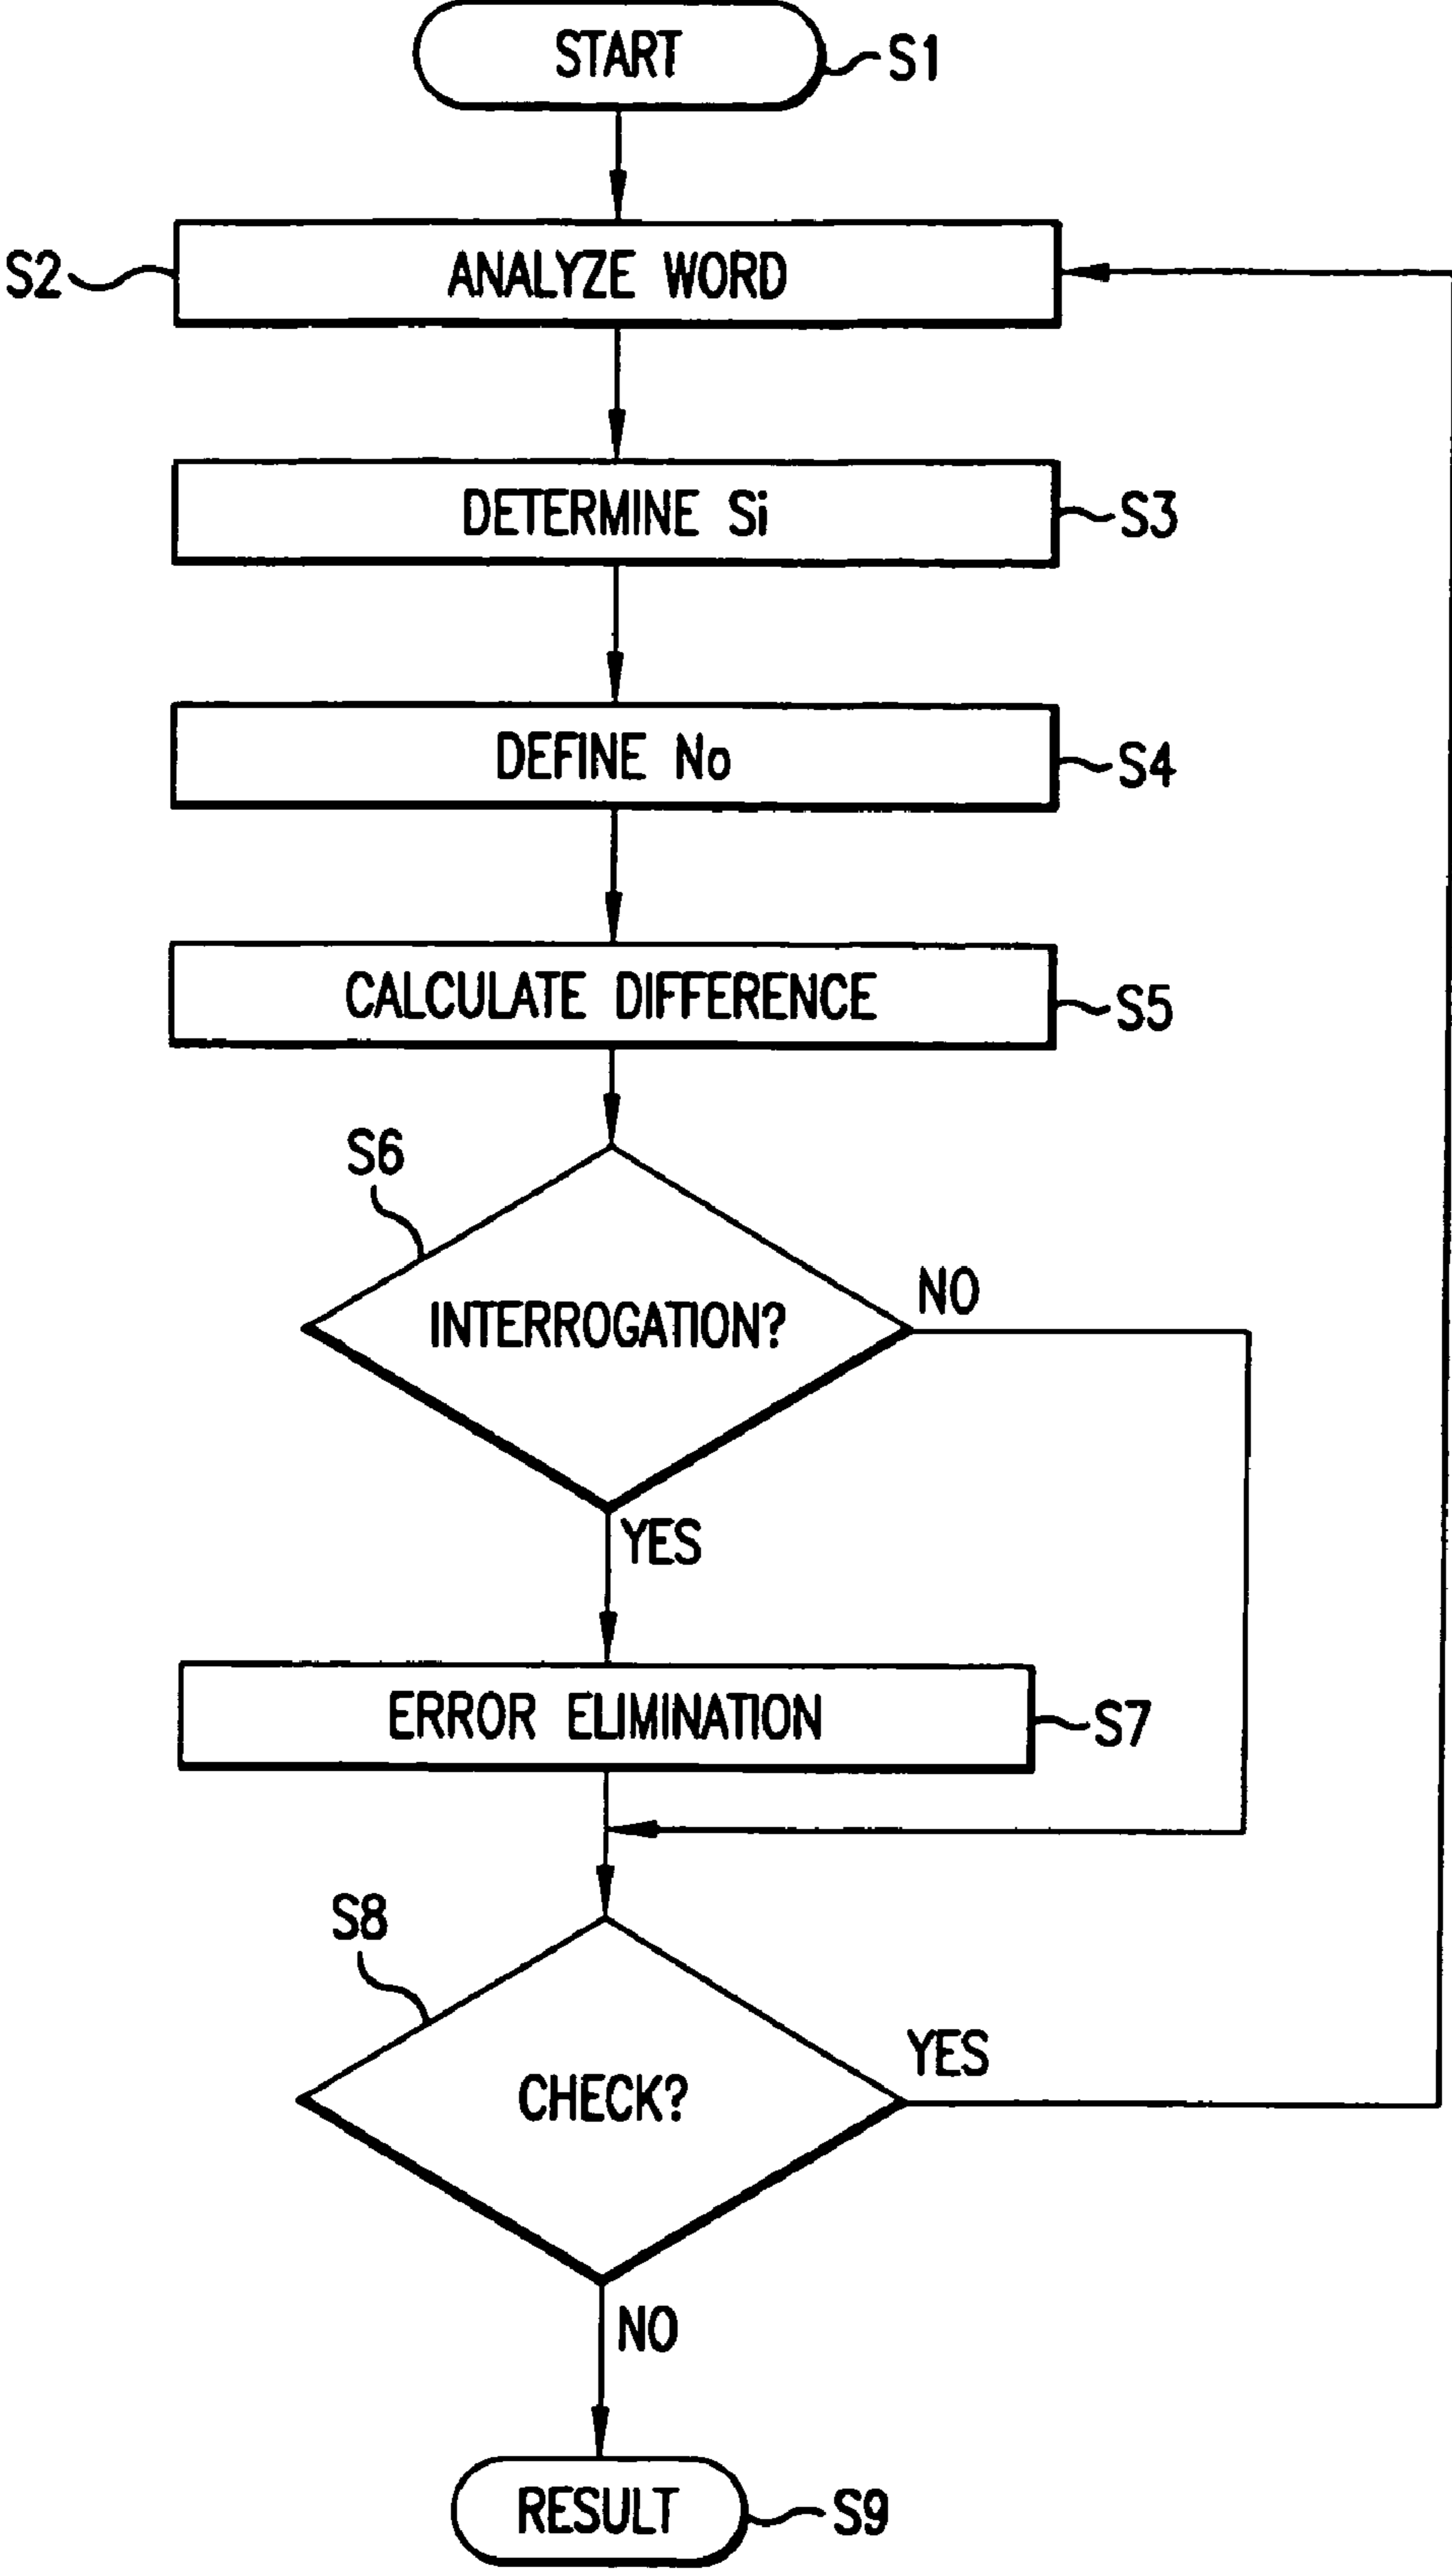 START
S1
S2
ANALYZE WORD
DETERMINE Si
S3
DEFINE No
S4
CALCULATE DIFFERENCE
S5
S6
INTERROGATION?
NO
YES
ERROR ELIMINATION
S7
S8
CHECK?
YES
NO
RESULT
S9